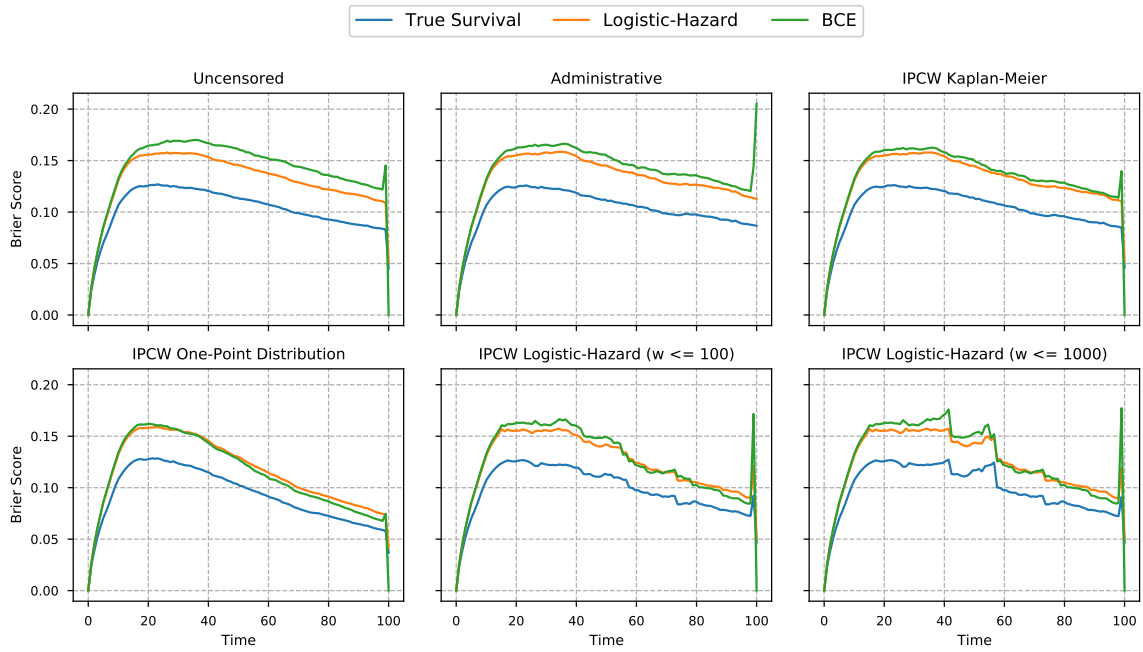 True Survival Logistic-Hazard BCE
Uncensored Administrative IPCW Kaplan-Meier
0.20
0.15
0.10
0.05
0.00
Brier Score
IPCW One-Point Distribution IPCW Logistic-Hazard (w <= 100) IPCW Logistic-Hazard (w <= 1000)
0.20
0.15
0.10
0.05
0.00
Brier Score
0 20 40 60 80 100 0 20 40 60 80 100 0 20 40 60 80 100
Time Time Time